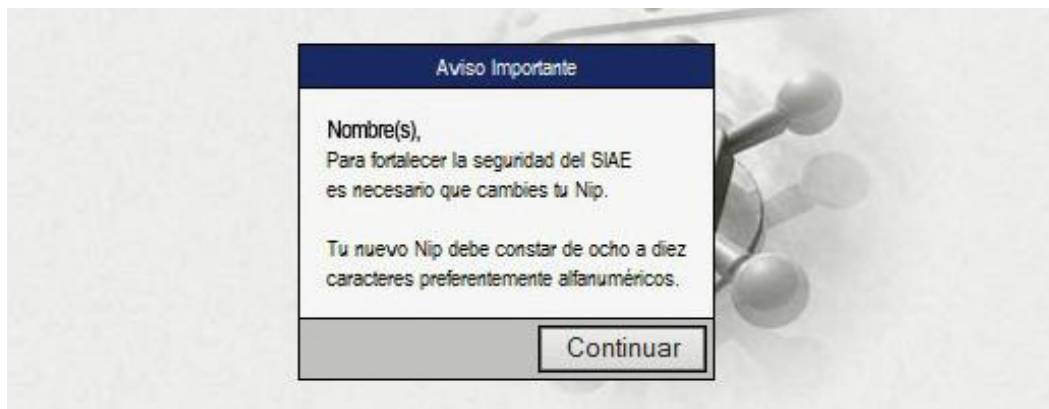 Aviso Importante
Nombre(s),
Para fortalecer la seguridad del SIAE
es necesario que cambies tu Nip.
Tu nuevo Nip debe constar de ocho a diez
caracteres preferentemente alfanuméricos.
Continuar